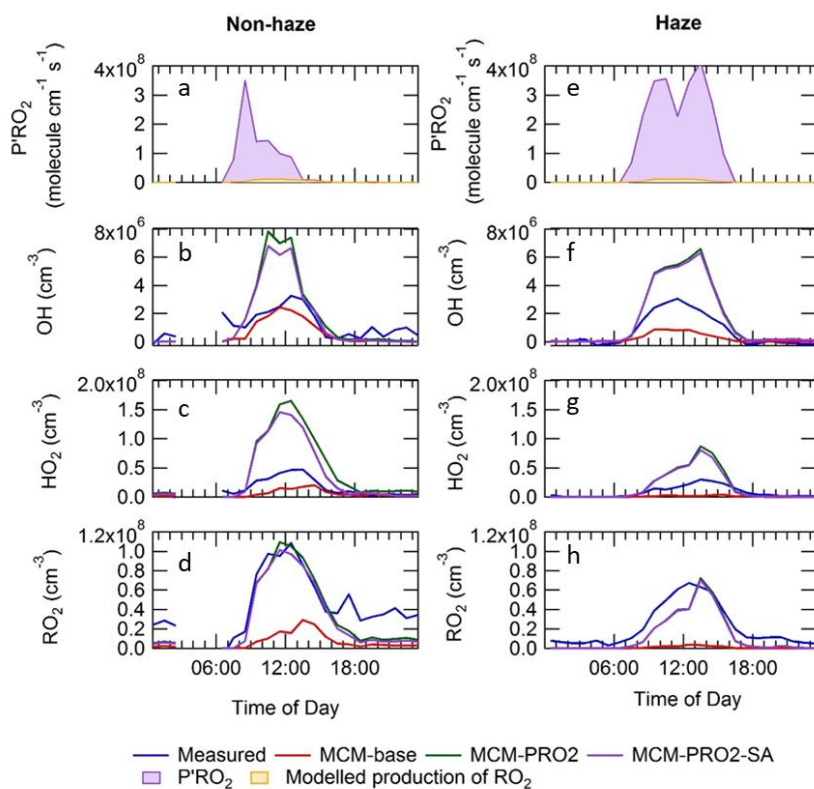 Non-haze
Haze
P'RO2
(molecule cm-1 s-1)
4x10^8
3
2
1
0
a
P'RO2
(molecule cm-1 s-1)
4x10^8
3
2
1
0
e
OH (cm-3)
8x10^6
6
4
2
0
b
OH (cm-3)
8x10^6
6
4
2
0
f
HO2 (cm-3)
2.0x10^8
1.5
1.0
0.5
0.0
c
HO2 (cm-3)
2.0x10^8
1.5
1.0
0.5
0.0
g
RO2 (cm-3)
1.2x10^8
1.0
0.8
0.6
0.4
0.2
0.0
d
06:00 12:00 18:00
Time of Day
RO2 (cm-3)
1.2x10^8
1.0
0.8
0.6
0.4
0.2
0.0
h
06:00 12:00 18:00
Time of Day
Measured MCM-base MCM-PRO2 MCM-PRO2-SA
P'RO2 Modelled production of RO2